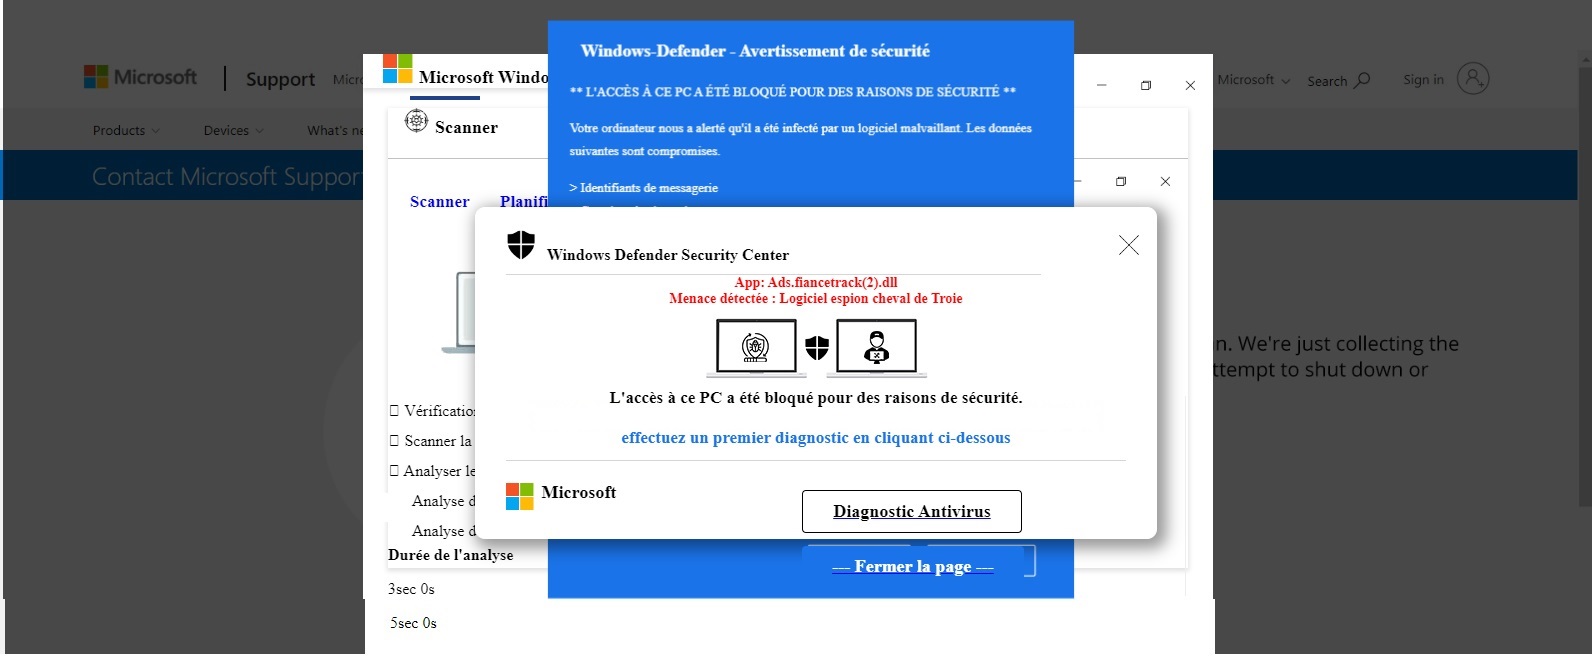 Windows-Defender - Avertissement de sécurité
** L'ACCÈS À CE PC A ÉTÉ BLOQUÉ POUR DES RAISONS DE SÉCURITÉ **
Votre ordinateur nous a alerté qu'il a été infecté par un logiciel malvaillant. Les données
suivantes sont compromises.
> Identifiants de messagerie
Microsoft Support Micro
Microsoft Search Sign in
Products Devices What's ne
Contact Microsoft Support
Microsoft Windo
Scanner
Scanner Planifi
Windows Defender Security Center
App: Ads.fiancetrack(2).dll
Menace détectée : Logiciel espion cheval de Troie
L'accès à ce PC a été bloqué pour des raisons de sécurité.
effectuez un premier diagnostic en cliquant ci-dessous
Microsoft
Diagnostic Antivirus
--- Fermer la page ---
n. We're just collecting the
ttempt to shut down or
Vérification
Scanner la
Analyser le
Analyse d
Analyse d
Durée de l'analyse
3sec 0s
5sec 0s